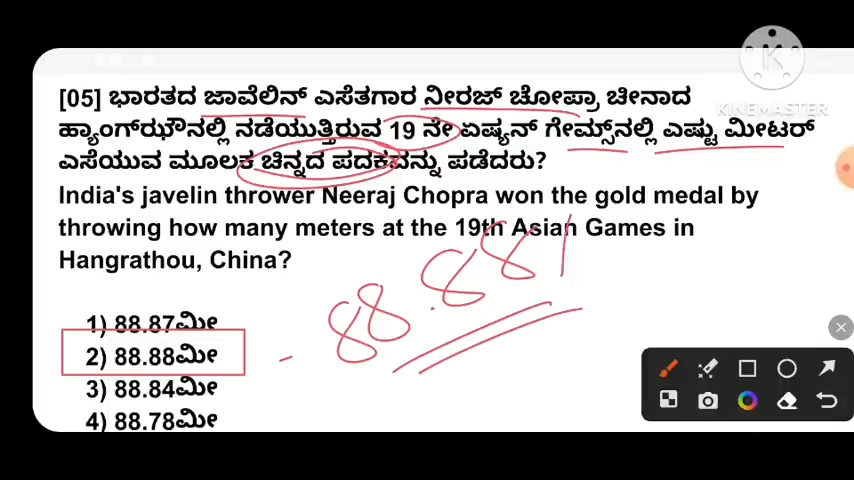 [05] ಭಾರತದ ಜಾವೆಲಿನ್ ಎಸೆತಗಾರ ನೀರಜ್ ಚೋಪ್ರಾ ಚೀನಾದ
ಹ್ಯಾಂಗ್‌ಝೌನಲ್ಲಿ ನಡೆಯುತ್ತಿರುವ 19 ನೇ ಏಷ್ಯನ್ ಗೇಮ್ಸ್‌ನಲ್ಲಿ ಎಷ್ಟು ಮೀಟರ್
ಎಸೆಯುವ ಮೂಲಕ ಚಿನ್ನದ ಪದಕವನ್ನು ಪಡೆದರು?
India's javelin thrower Neeraj Chopra won the gold medal by
throwing how many meters at the 19th Asian Games in
Hangrathou, China?
88.88
1) 88.87ಮೀ
2) 88.88ಮೀ
3) 88.84ಮೀ
4) 88.78ಮೀ
KINEMASTER